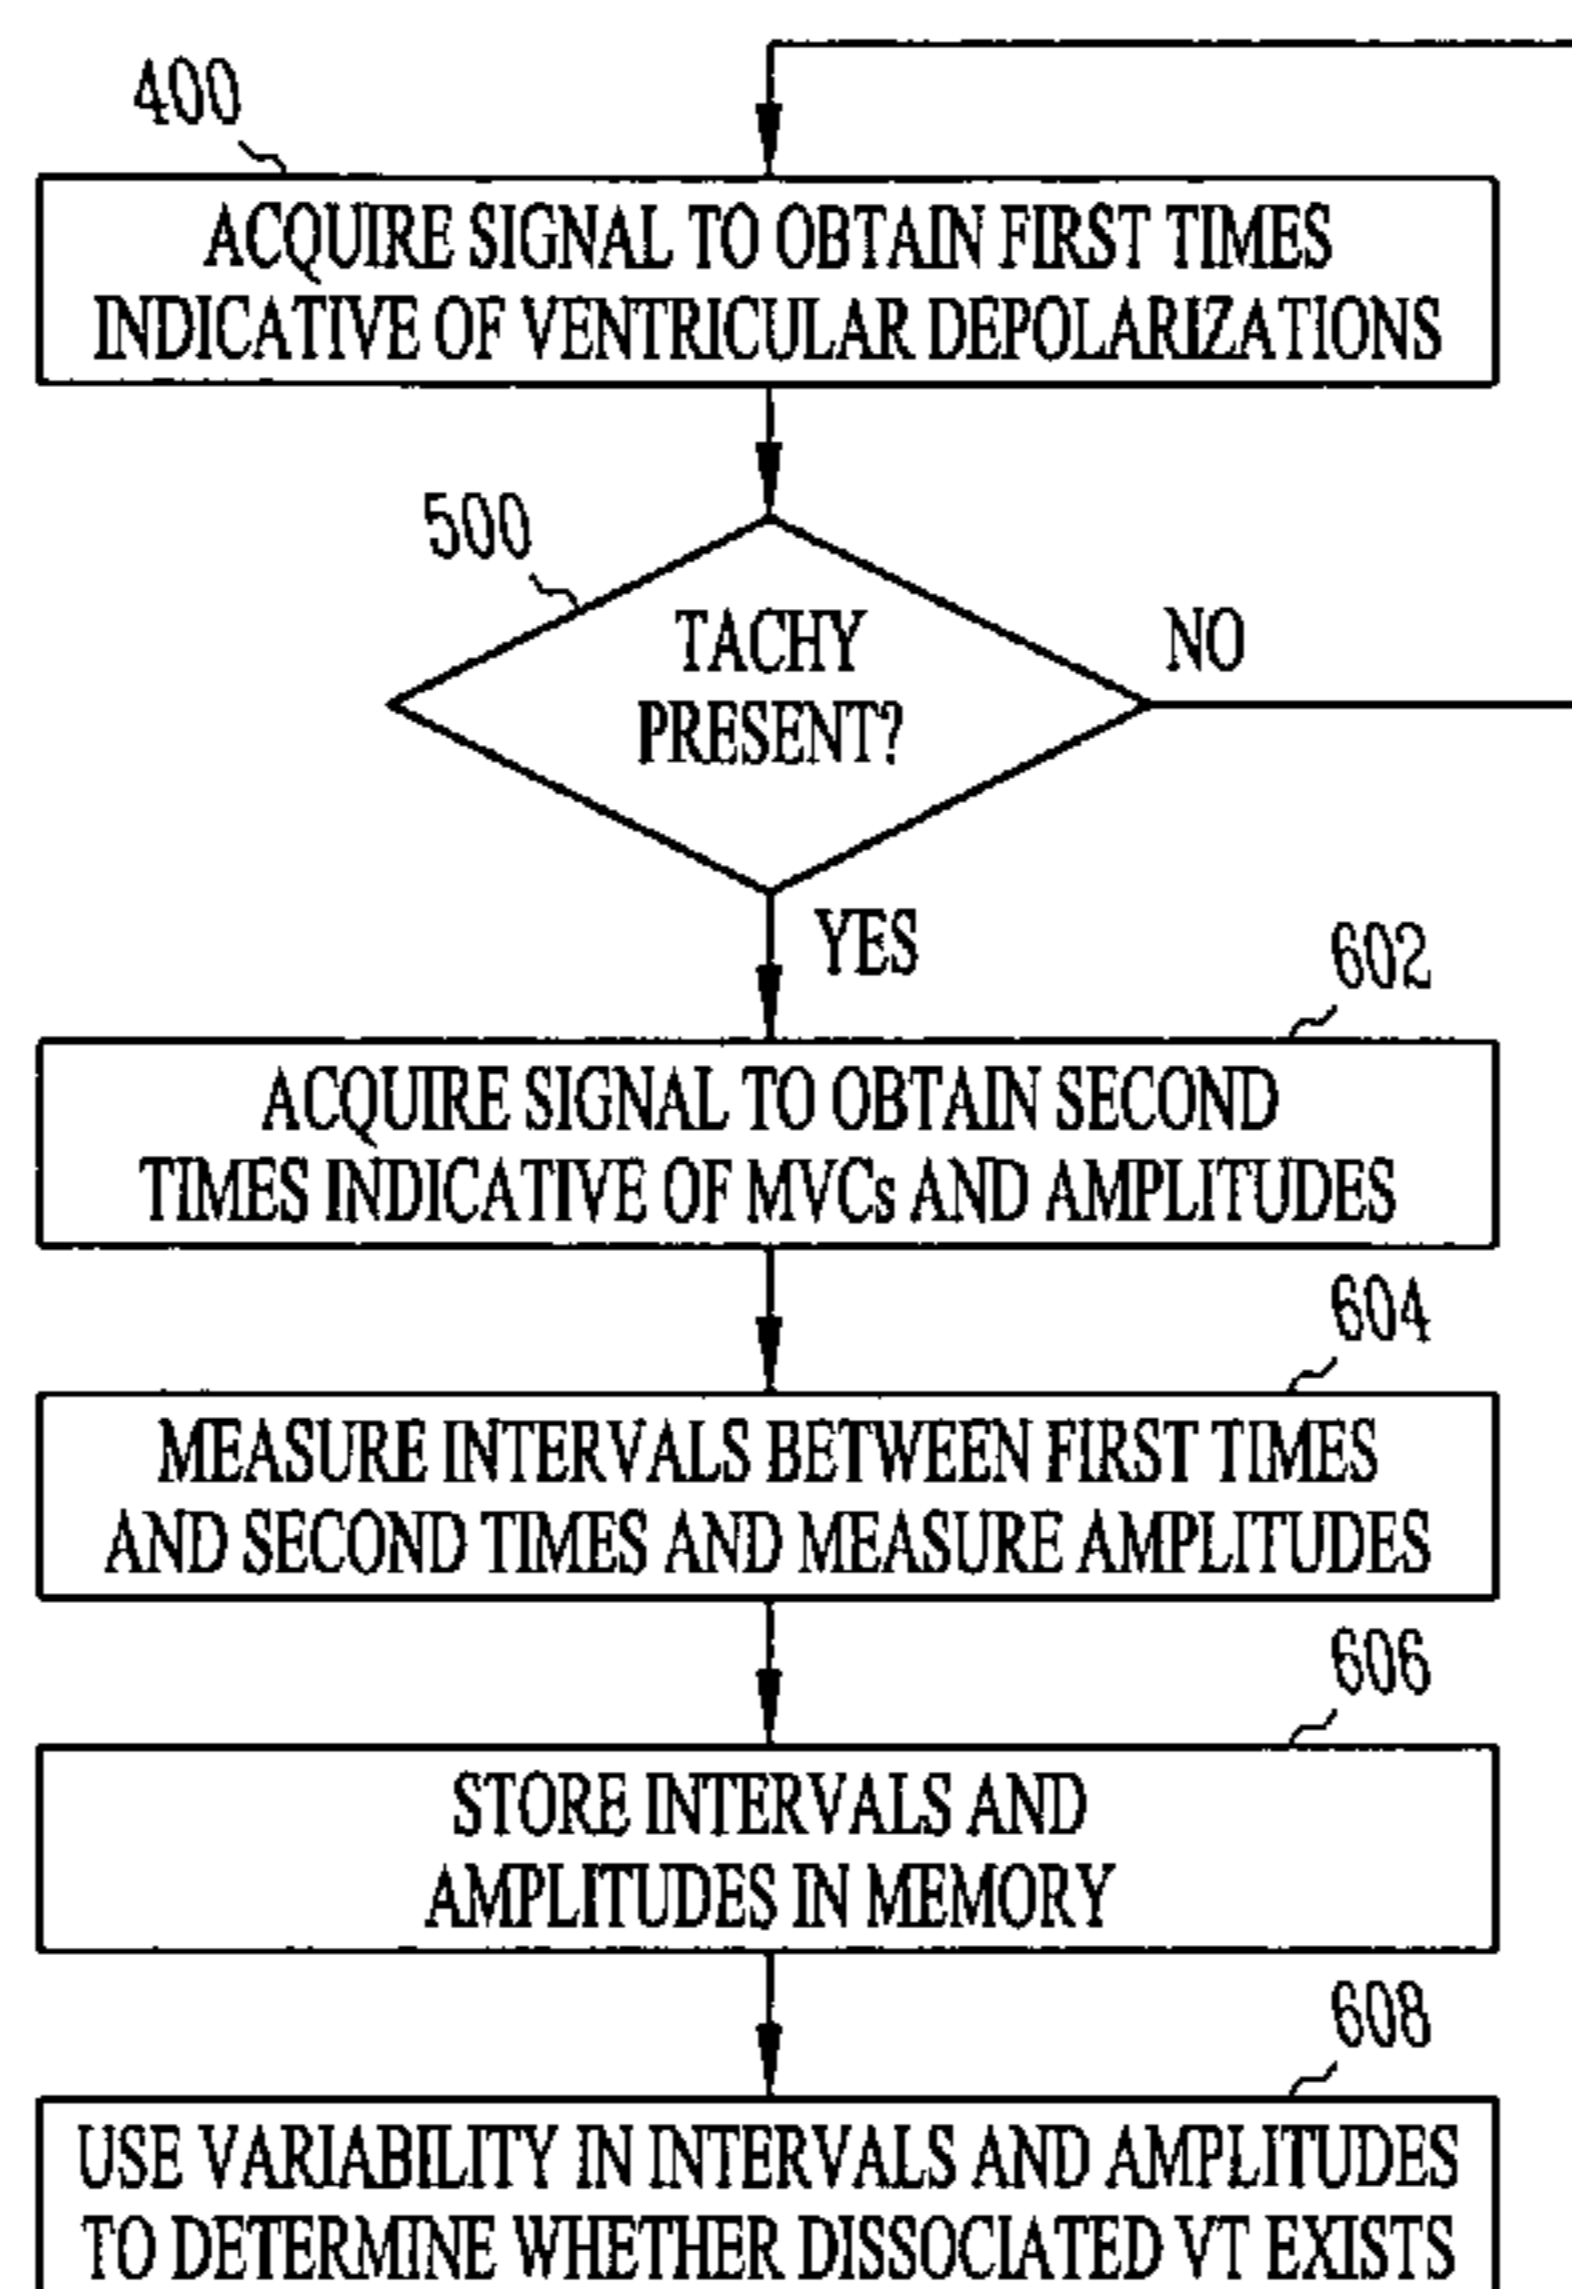 400
ACQUIRE SIGNAL TO OBTAIN FIRST TIMES
INDICATIVE OF VENTRICULAR DEPOLARIZATIONS
500
TACHY
PRESENT?
NO
YES
602
ACQUIRE SIGNAL TO OBTAIN SECOND
TIMES INDICATIVE OF MVCs AND AMPLITUDES
604
MEASURE INTERVALS BETWEEN FIRST TIMES
AND SECOND TIMES AND MEASURE AMPLITUDES
606
STORE INTERVALS AND
AMPLITUDES IN MEMORY
608
USE VARIABILITY IN INTERVALS AND AMPLITUDES
TO DETERMINE WHETHER DISSOCIATED VT EXISTS